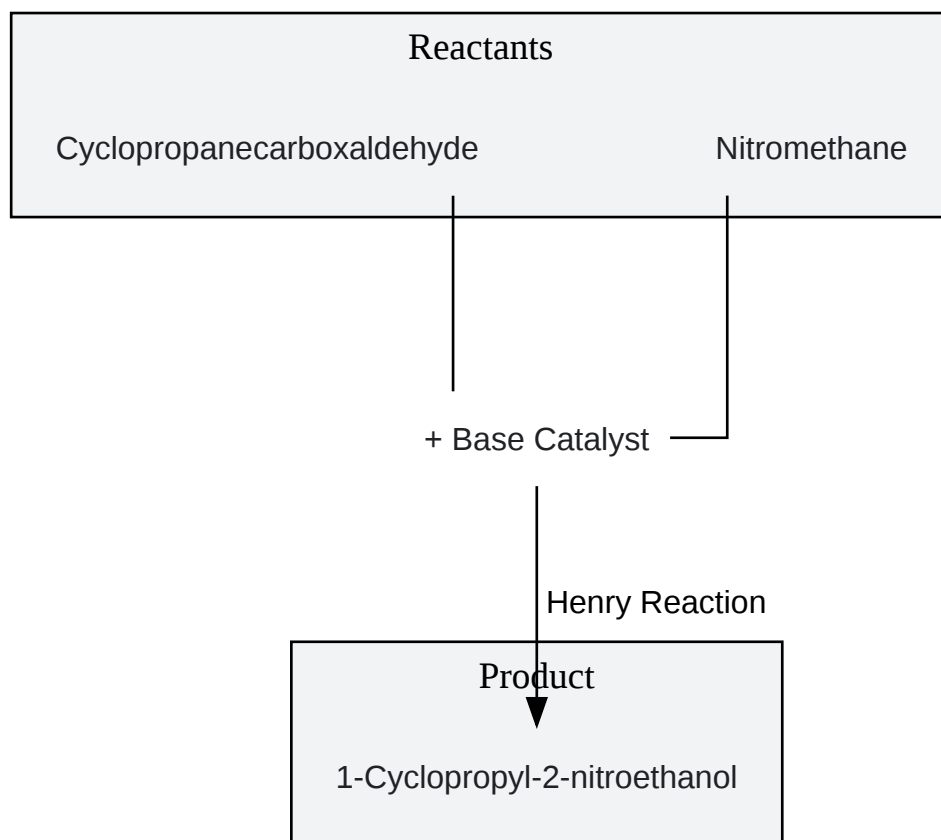 Reactants
Cyclopropanecarboxaldehyde
Nitromethane
+ Base Catalyst
Henry Reaction
Product
1-Cyclopropyl-2-nitroethanol